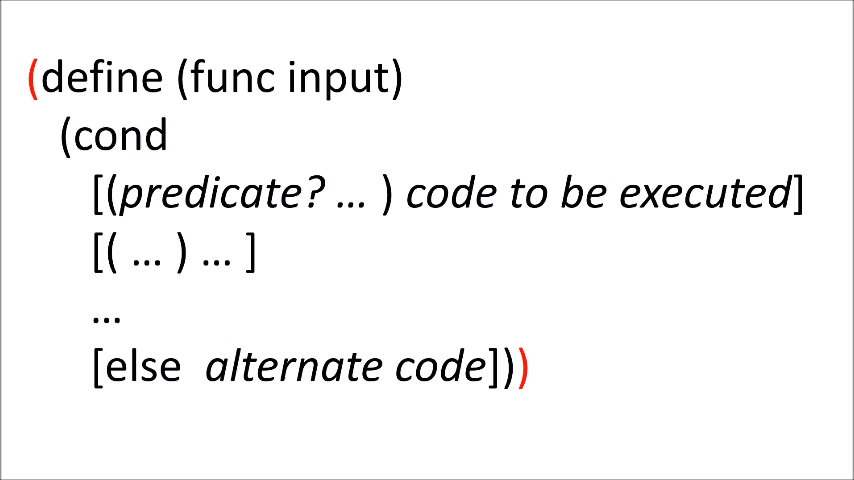 (define (func input)
(cond
[(predicate? … ) code to be executed]
[( … ) … ]
…
[else alternate code]))